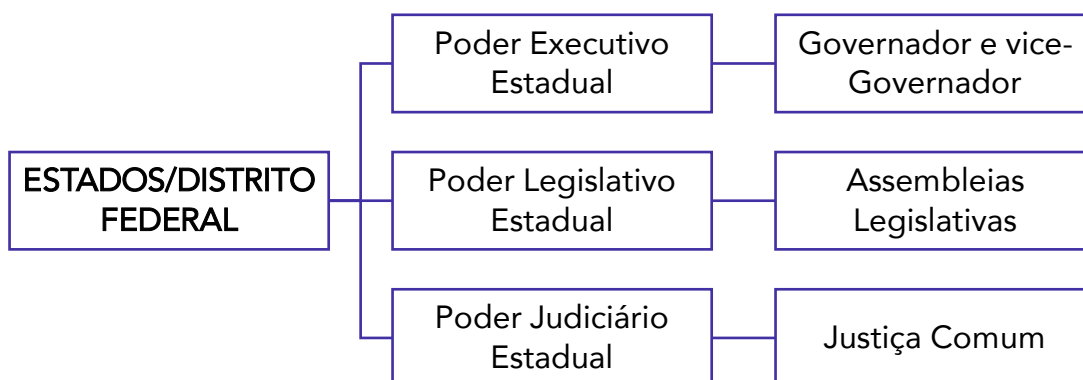 ESTADOS/DISTRITO
FEDERAL
Poder Executivo
Estadual
Governador e vice-
Governador
Poder Legislativo
Estadual
Assembleias
Legislativas
Poder Judiciário
Estadual
Justiça Comum